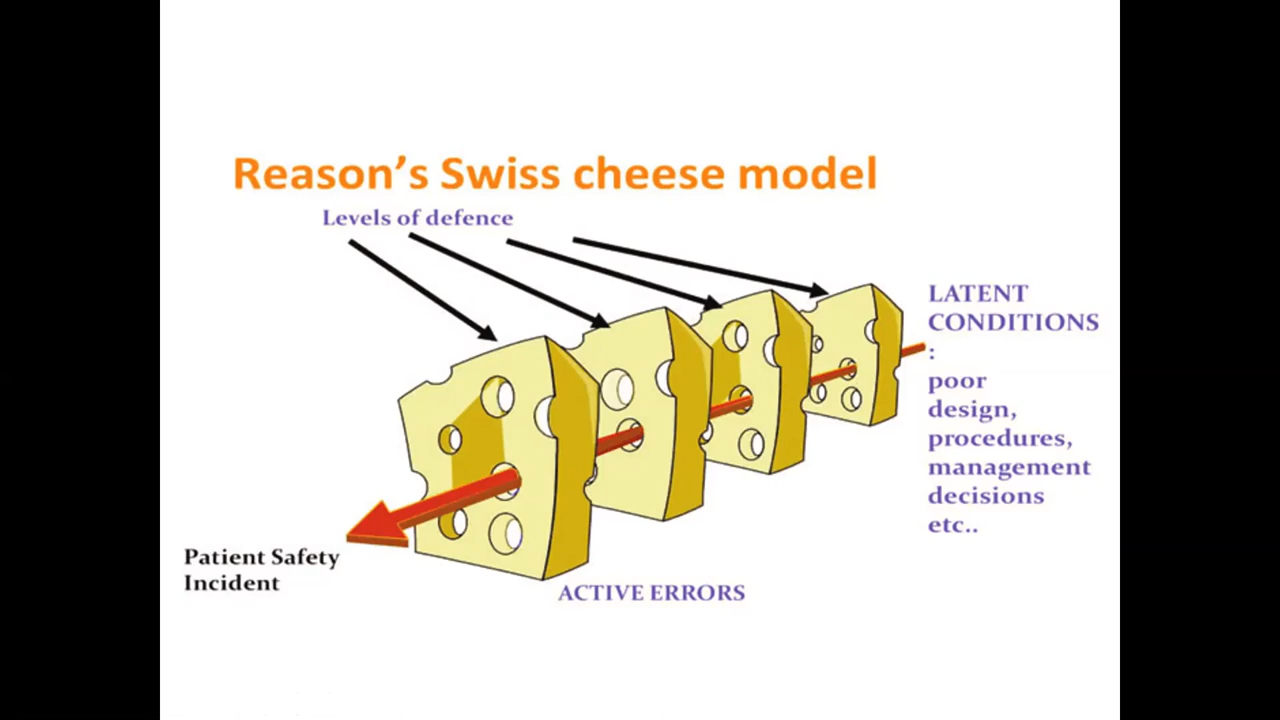 Reason’s Swiss cheese model
Levels of defence
LATENT
CONDITIONS
:
poor
design,
procedures,
management
decisions
etc..
Patient Safety
Incident
ACTIVE ERRORS